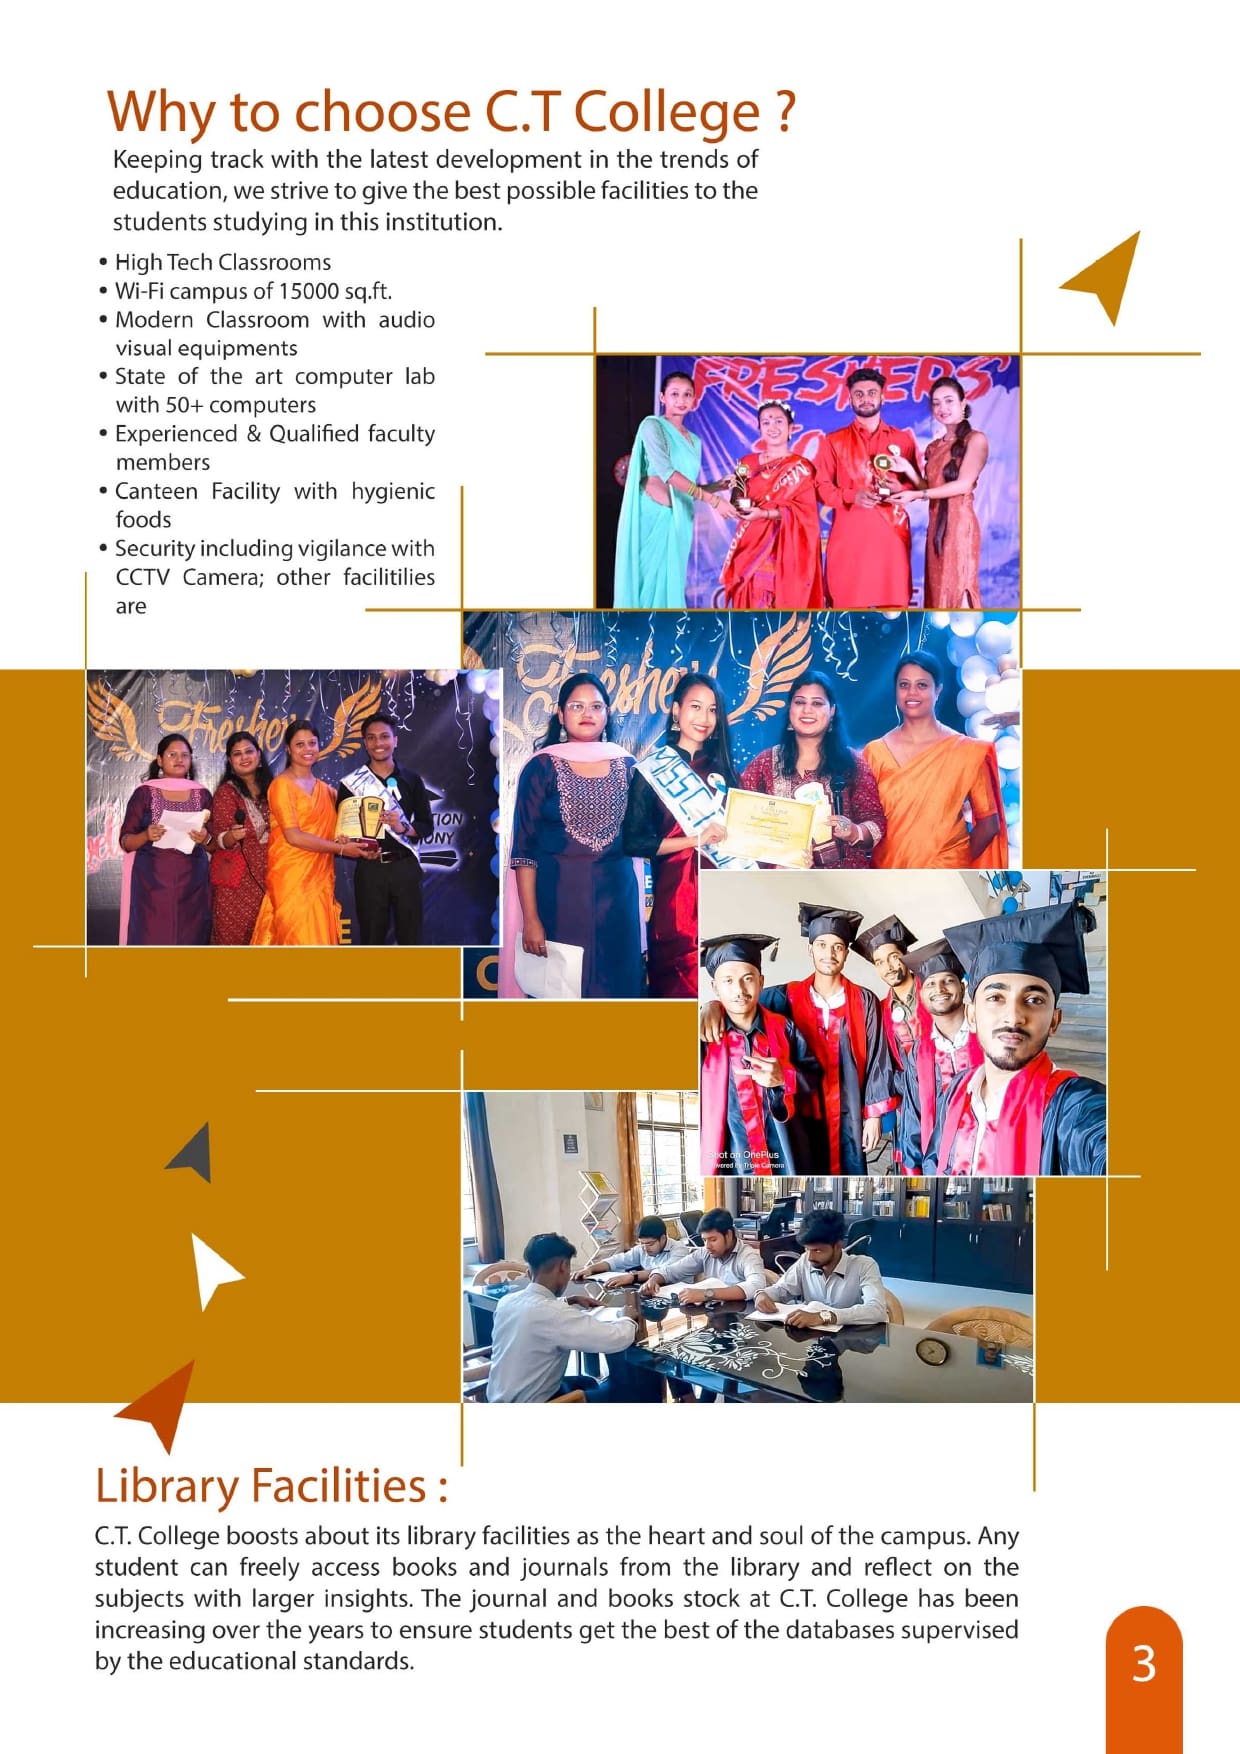 Why to choose C.T College ?
Keeping track with the latest development in the trends of
education, we strive to give the best possible facilities to the
students studying in this institution.
• High Tech Classrooms
• Wi-Fi campus of 15000 sq.ft.
• Modern Classroom with audio
visual equipments
• State of the art computer lab
with 50+ computers
• Experienced & Qualified faculty
members
• Canteen Facility with hygienic
foods
• Security including vigilance with
CCTV Camera; other facilitilies
are
FRESHERS'
Freshers
Freshers
MISS C.T
Shot on OnePlus
Powered by Triple Camera
Library Facilities :
C.T. College boosts about its library facilities as the heart and soul of the campus. Any
student can freely access books and journals from the library and reflect on the
subjects with larger insights. The journal and books stock at C.T. College has been
increasing over the years to ensure students get the best of the databases supervised
by the educational standards.
3